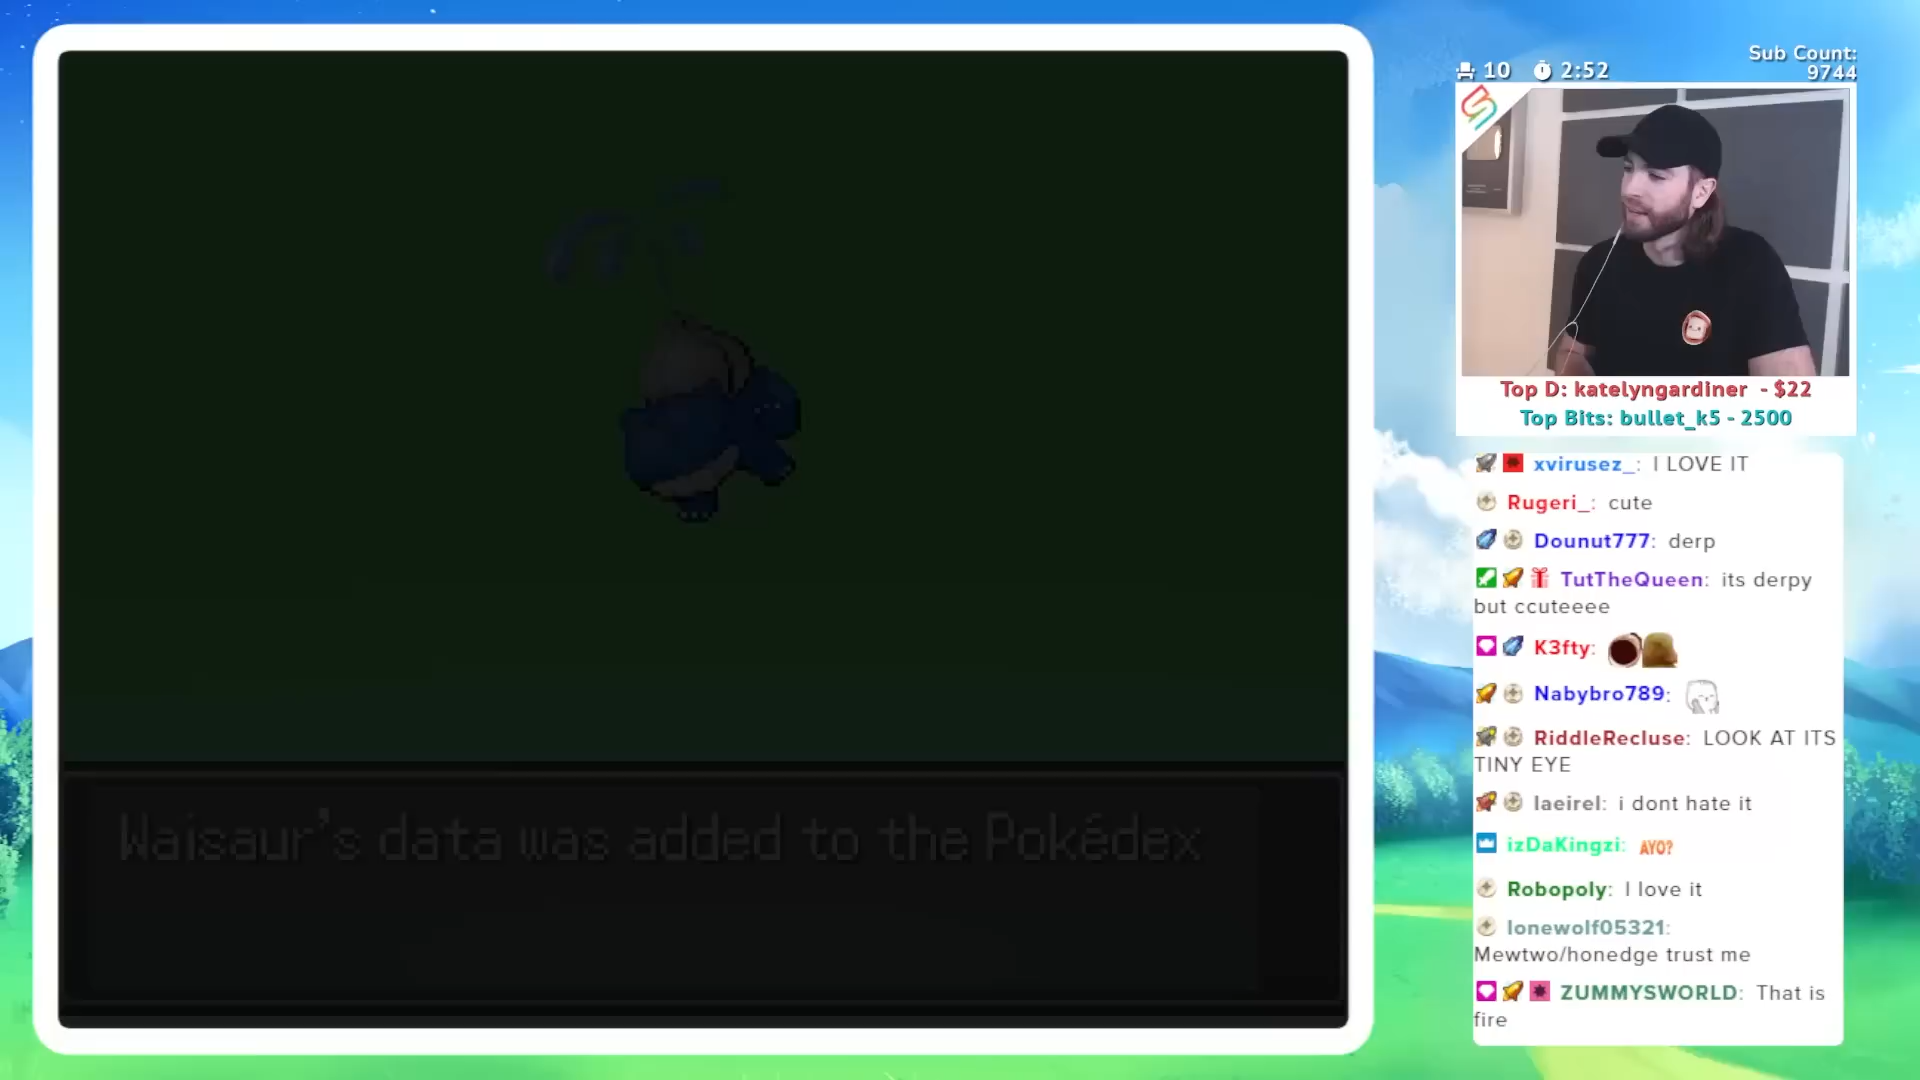 Sub Count:
10 2:52 9744
Top D: katelyngardiner - $22
Top Bits: bullet_k5 - 2500
xvirusez_: I LOVE IT
Rugeri_: cute
Dounut777: derp
TutTheQueen: its derpy
but ccuteeee
K3fty:
Nabybro789:
RiddleRecluse: LOOK AT ITS
TINY EYE
laeirel: i dont hate it
izDaKingzi: AYO?
Robopoly: I love it
lonewolf05321:
Mewtwo/honedge trust me
ZUMMYSWORLD: That is
fire
Waisaur's data was added to the Pokédex